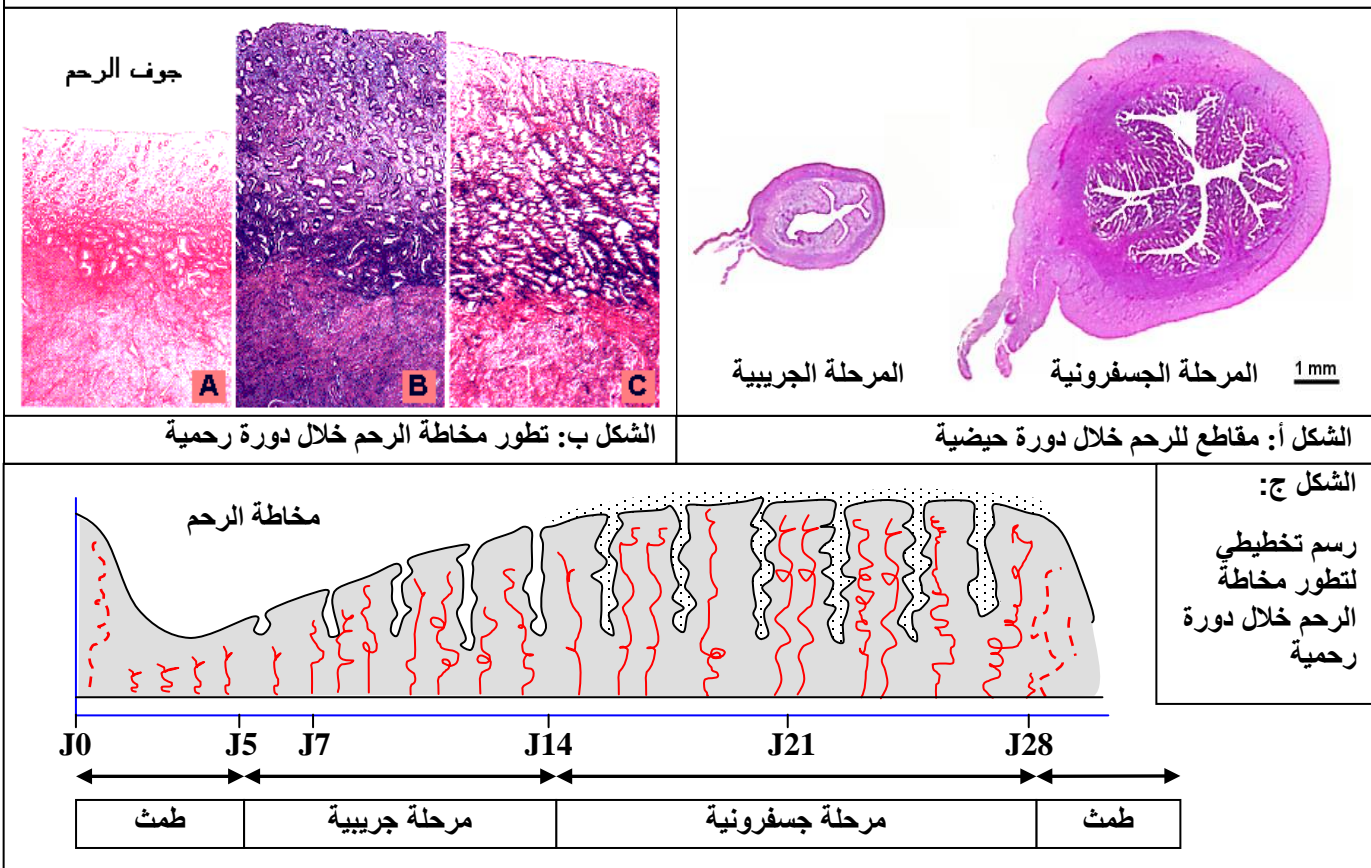 جوف الرحم
A
B
C
المرحلة الجريبية
المرحلة الجسفرونية
1 mm
الشكل أ: مقاطع للرحم خلال دورة حيضية
الشكل ب: تطور مخاطة الرحم خلال دورة رحمية
الشكل ج:
رسم تخطيطي
لتطور مخاطة
الرحم خلال دورة
رحمية
مخاطة الرحم
J0
J5
J7
J14
J21
J28
طمث
مرحلة جريبية
مرحلة جسفرونية
طمث